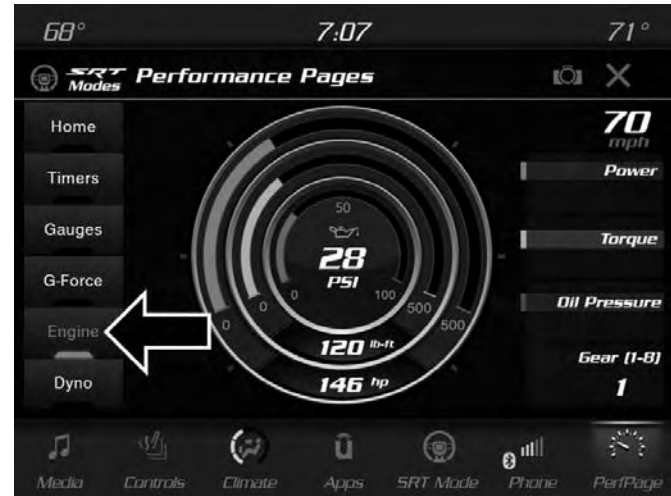 68° 7:07 71°
SRT Modes Performance Pages
70
mph
Home
Timers
Gauges
G-Force
Engine
Dyno
50
28
PSI
0 0 0 100 500 500
120 lb-ft
146 hp
Power
Torque
Oil Pressure
Gear (1-8)
1
Media Controls Climate Apps SRT Mode Phone PerfPage